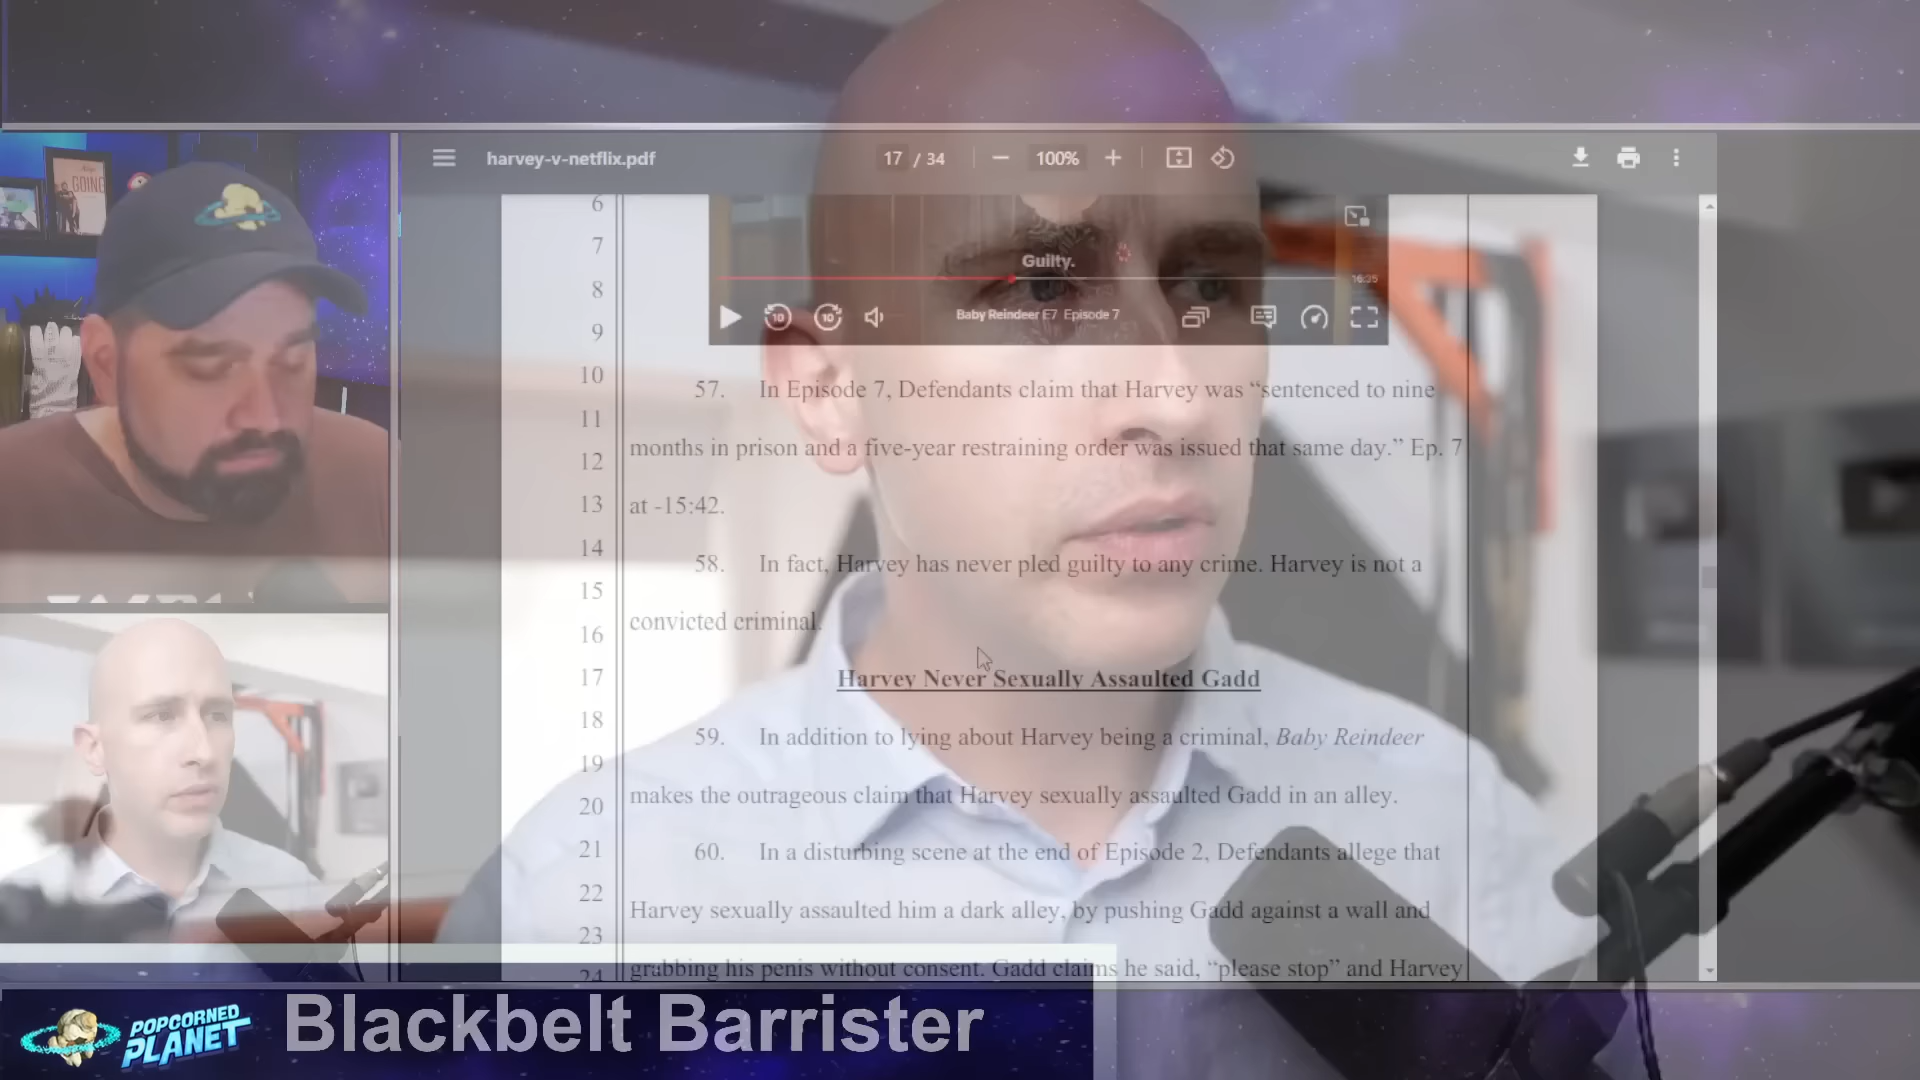 GOING
harvey-v-netflix.pdf
17 / 34
100%
6
7
8
9
10
11
12
13
14
15
16
17
18
19
20
21
22
23
24
Guilty.
16:35
10
10
Baby Reindeer E7 Episode 7
57. In Episode 7, Defendants claim that Harvey was “sentenced to nine
months in prison and a five-year restraining order was issued that same day.” Ep. 7
at -15:42.
58. In fact, Harvey has never pled guilty to any crime. Harvey is not a
convicted criminal.
Harvey Never Sexually Assaulted Gadd
59. In addition to lying about Harvey being a criminal, Baby Reindeer
makes the outrageous claim that Harvey sexually assaulted Gadd in an alley.
60. In a disturbing scene at the end of Episode 2, Defendants allege that
Harvey sexually assaulted him a dark alley, by pushing Gadd against a wall and
grabbing his penis without consent. Gadd claims he said, “please stop” and Harvey
POPCORNED
PLANET
Blackbelt Barrister